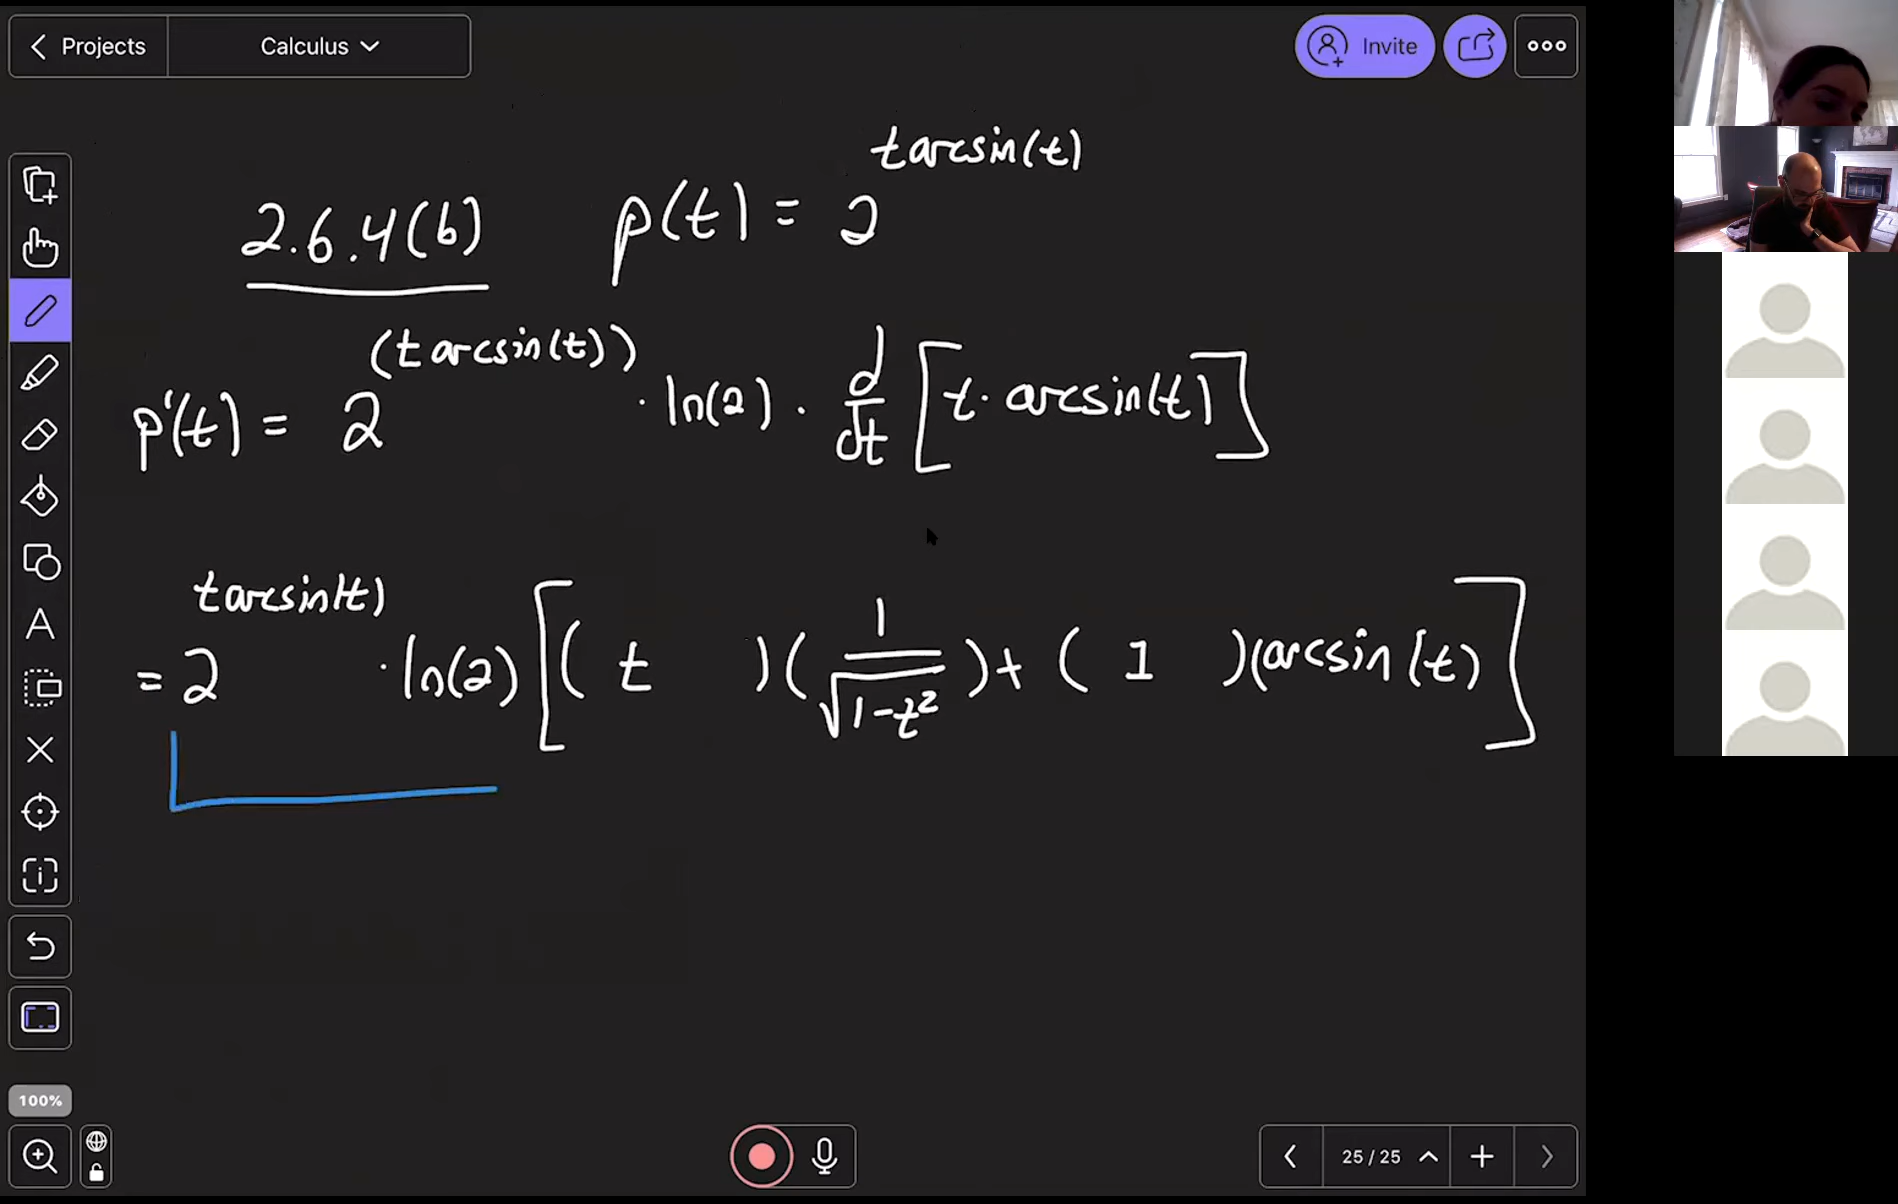 Projects
Calculus
Invite
2.6.4(b) p(t) = 2^{t arcsin(t)}
p'(t) = 2^{(t arcsin(t))} · ln(2) · d/dt [t · arcsin(t)]
= 2^{t arcsin(t)} · ln(2) [( t )( 1/√(1-t²) ) + ( 1 )(arcsin(t)]
A
100%
25 / 25